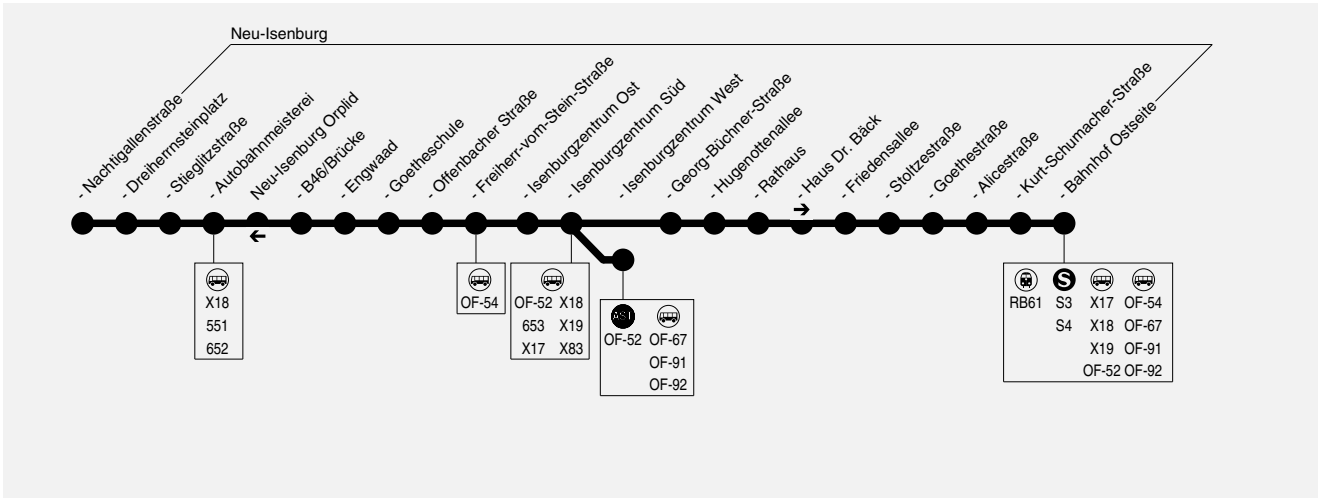 Neu-Isenburg
- Nachtigallenstraße
- Dreiherrnsteinplatz
- Stieglitzstraße
- Autobahnmeisterei
- Neu-Isenburg Orplid
- B46/Brücke
- Engwaad
- Goetheschule
- Offenbacher Straße
- Freiherr-vom-Stein-Straße
- Isenburgzentrum Ost
- Isenburgzentrum Süd
- Isenburgzentrum West
- Georg-Büchner-Straße
- Hugenottenallee
- Rathaus
- Haus Dr. Bäck
- Friedensallee
- Stoltzestraße
- Goethestraße
- Alicestraße
- Kurt-Schumacher-Straße
- Bahnhof Ostseite
X18
551
652
OF-54
OF-52 X18
653 X19
X17 X83
AST
OF-52 OF-67
OF-91
OF-92
S
RB61 S3 X17 OF-54
S4 X18 OF-67
X19 OF-91
OF-52 OF-92